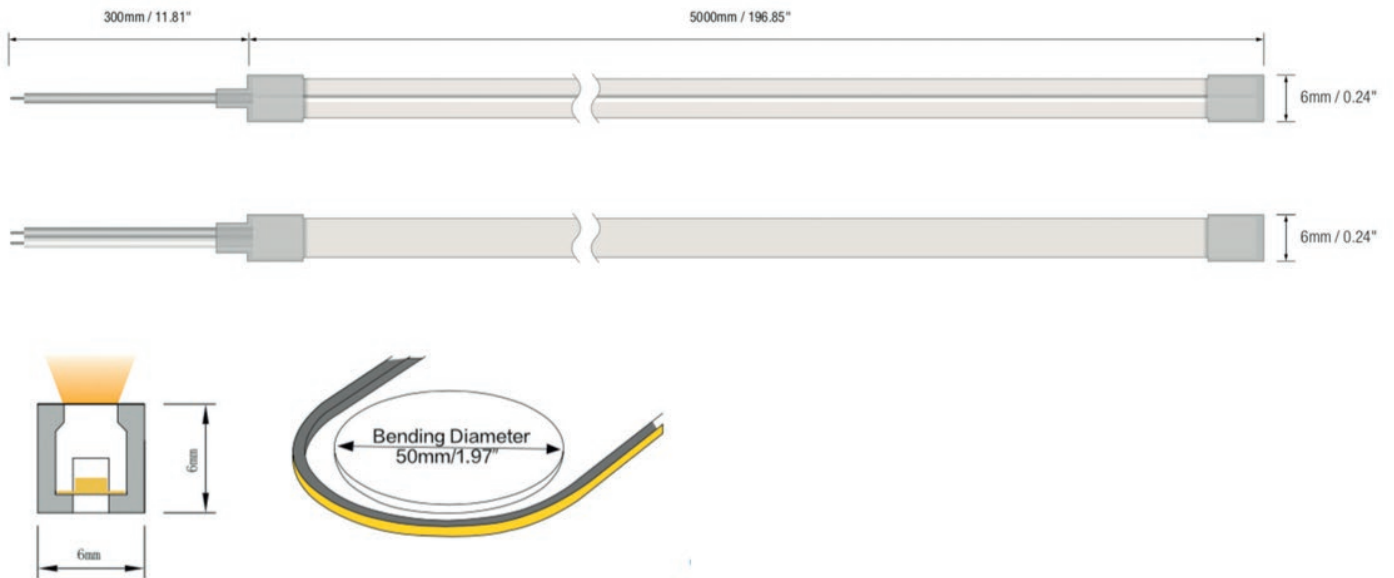 300mm / 11.81"
5000mm / 196.85"
6mm / 0.24"
6mm / 0.24"
6mm
6mm
Bending Diameter
50mm/1.97"